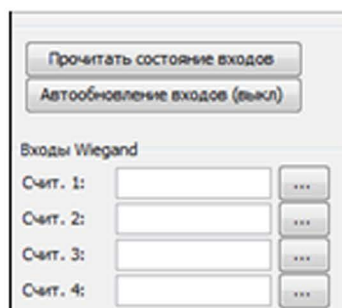 Прочитать состояние входов
Автообновление входов (выкл)
Входы Wiegand
Счит. 1: ...
Счит. 2: ...
Счит. 3: ...
Счит. 4: ...